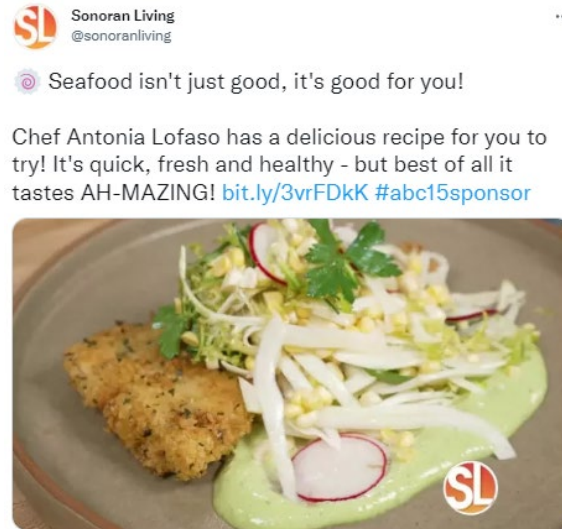 SL Sonoran Living
@sonoranliving
🍥 Seafood isn't just good, it's good for you!
Chef Antonia Lofaso has a delicious recipe for you to
try! It's quick, fresh and healthy - but best of all it
tastes AH-MAZING! bit.ly/3vrFDkK #abc15sponsor
SL